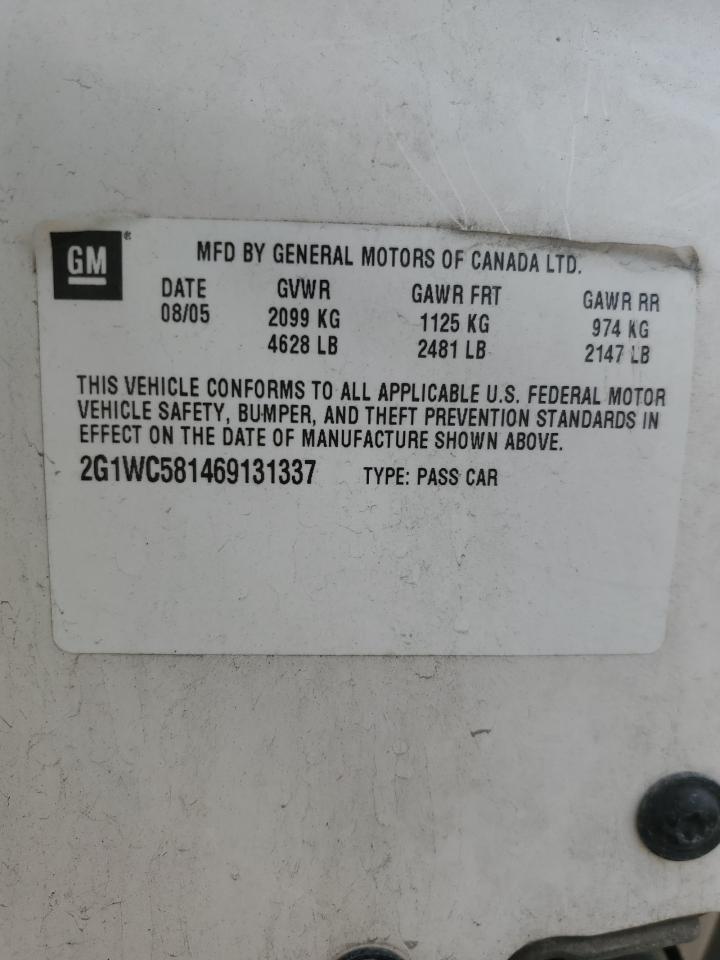 GM®
MFD BY GENERAL MOTORS OF CANADA LTD.
DATE GVWR GAWR FRT GAWR RR
08/05 2099 KG 1125 KG 974 KG
4628 LB 2481 LB 2147 LB
THIS VEHICLE CONFORMS TO ALL APPLICABLE U.S. FEDERAL MOTOR
VEHICLE SAFETY, BUMPER, AND THEFT PREVENTION STANDARDS IN
EFFECT ON THE DATE OF MANUFACTURE SHOWN ABOVE.
2G1WC581469131337 TYPE: PASS CAR